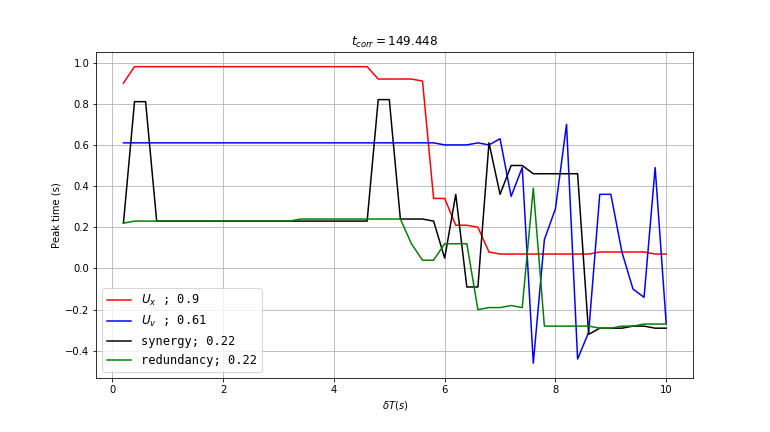 t_corr = 149.448
1.0
0.8
0.6
0.4
0.2
0.0
−0.2
−0.4
Peak time (s)
U_x ; 0.9
U_v ; 0.61
synergy; 0.22
redundancy; 0.22
0 2 4 6 8 10
δT(s)